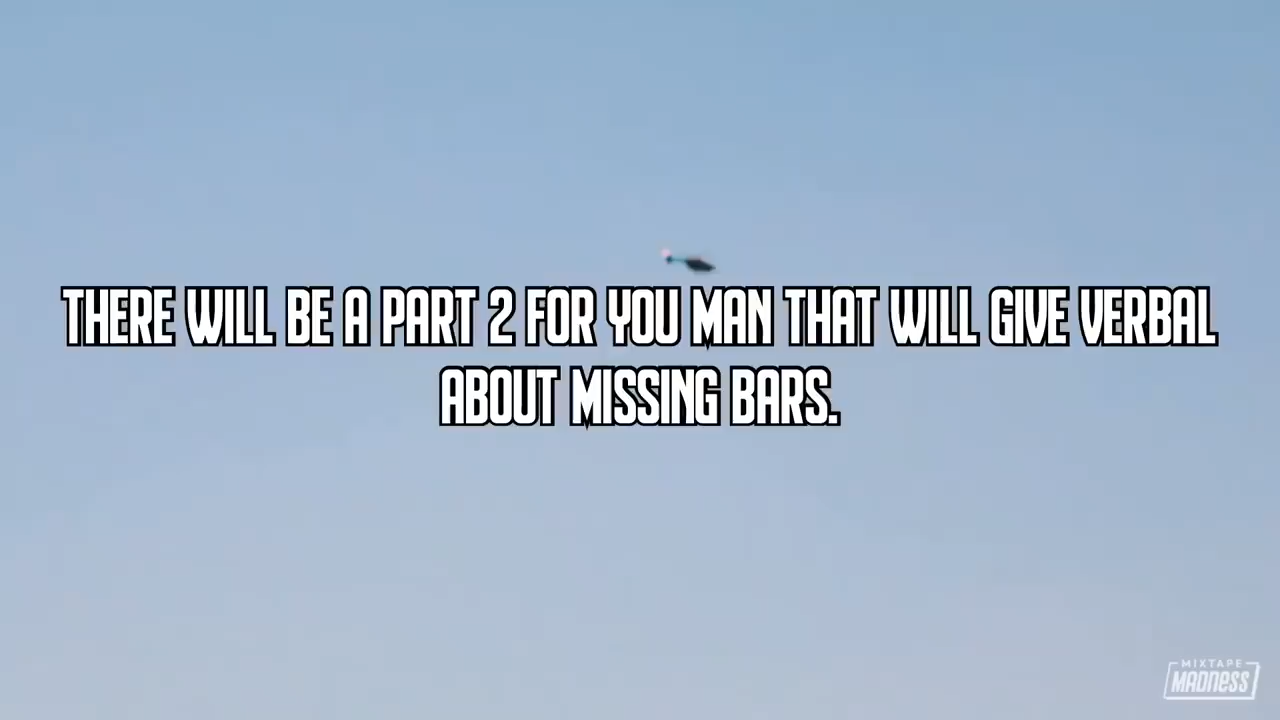 THERE WILL BE A PART 2 FOR YOU MAN THAT WILL GIVE VERBAL
ABOUT MISSING BARS.
MIXTAPE
MADNESS